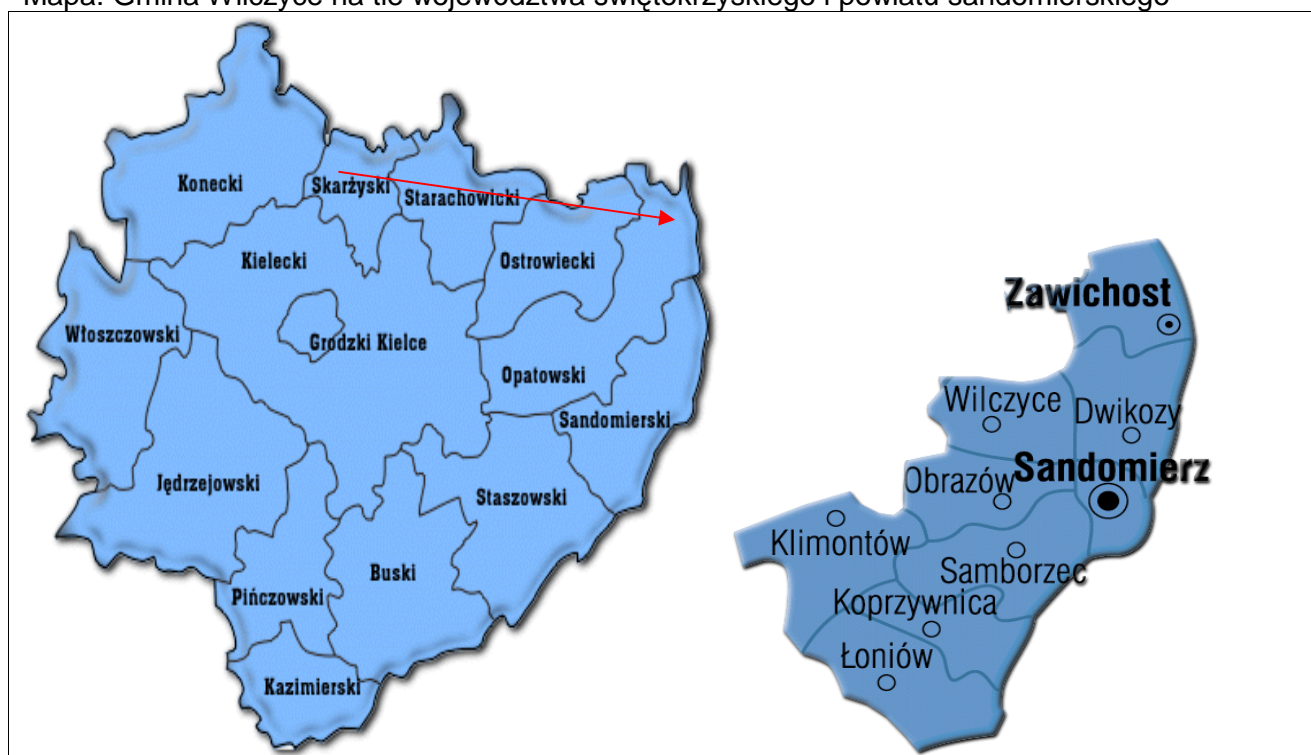 Mapa: Gmina Wilczyce na tle województwa świętokrzyskiego i powiatu sandomierskiego
Konecki
Skarżyski
Starachowicki
Kielecki
Ostrowiecki
Włoszczowski
Grodzki Kielce
Opatowski
Sandomierski
Jędrzejowski
Staszowski
Buski
Pińczowski
Kazimierski
Zawichost
Wilczyce
Dwikozy
Sandomierz
Obrazów
Klimontów
Samborzec
Koprzywnica
Łoniów